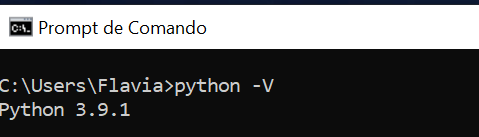 Prompt de Comando
C:\Users\Flavia>python -V
Python 3.9.1